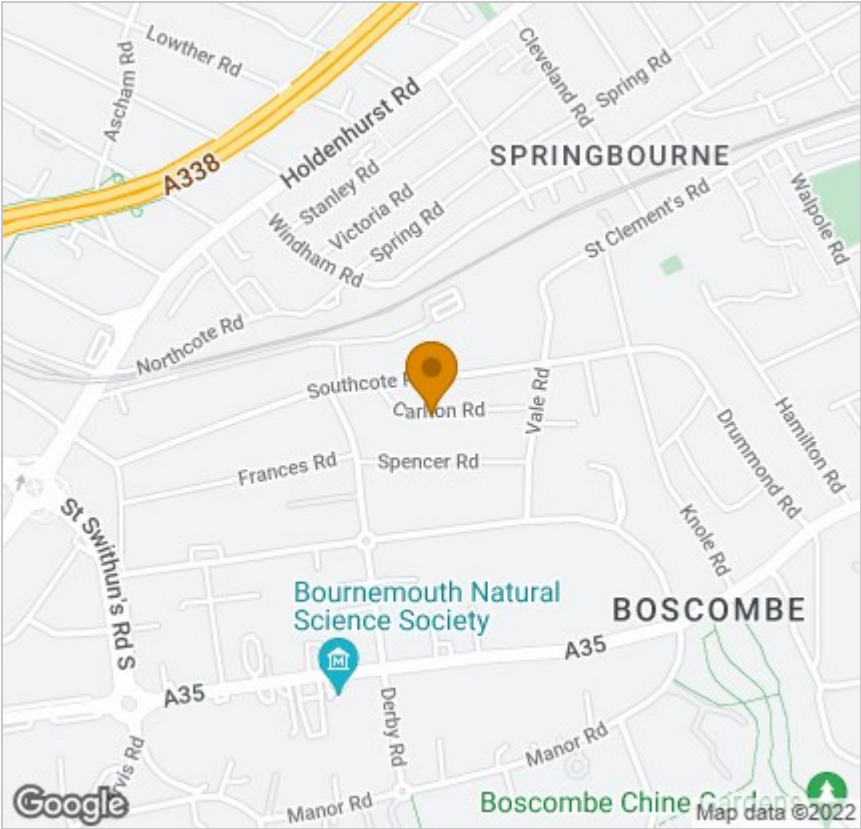 Lowther Rd
Ascham Rd
Cleveland Rd
Spring Rd
Holdenhurst Rd
A338
SPRINGBOURNE
Stanley Rd
Victoria Rd
Spring Rd
Windham Rd
St Clement's Rd
Walpole Rd
Northcote Rd
Southcote
Carlton Rd
Vale Rd
Hamilton Rd
Drummond Rd
Frances Rd
Spencer Rd
St Swithun's Rd S
Knole Rd
Bournemouth Natural
Science Society
BOSCOMBE
A35
A35
Derby Rd
Manor Rd
Manor Rd
Boscombe Chine Gardens
Google
Map data ©2022